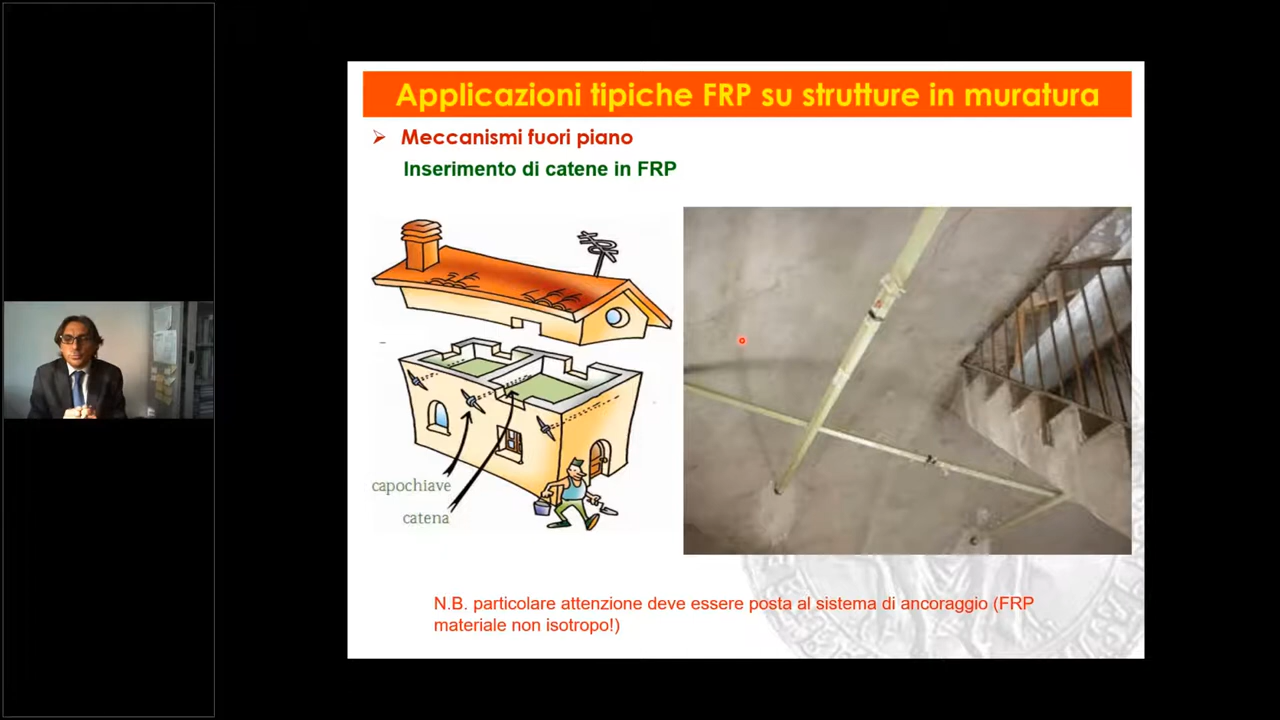 Applicazioni tipiche FRP su strutture in muratura
Meccanismi fuori piano
Inserimento di catene in FRP
capochiave
catena
N.B. particolare attenzione deve essere posta al sistema di ancoraggio (FRP
materiale non isotropo!)